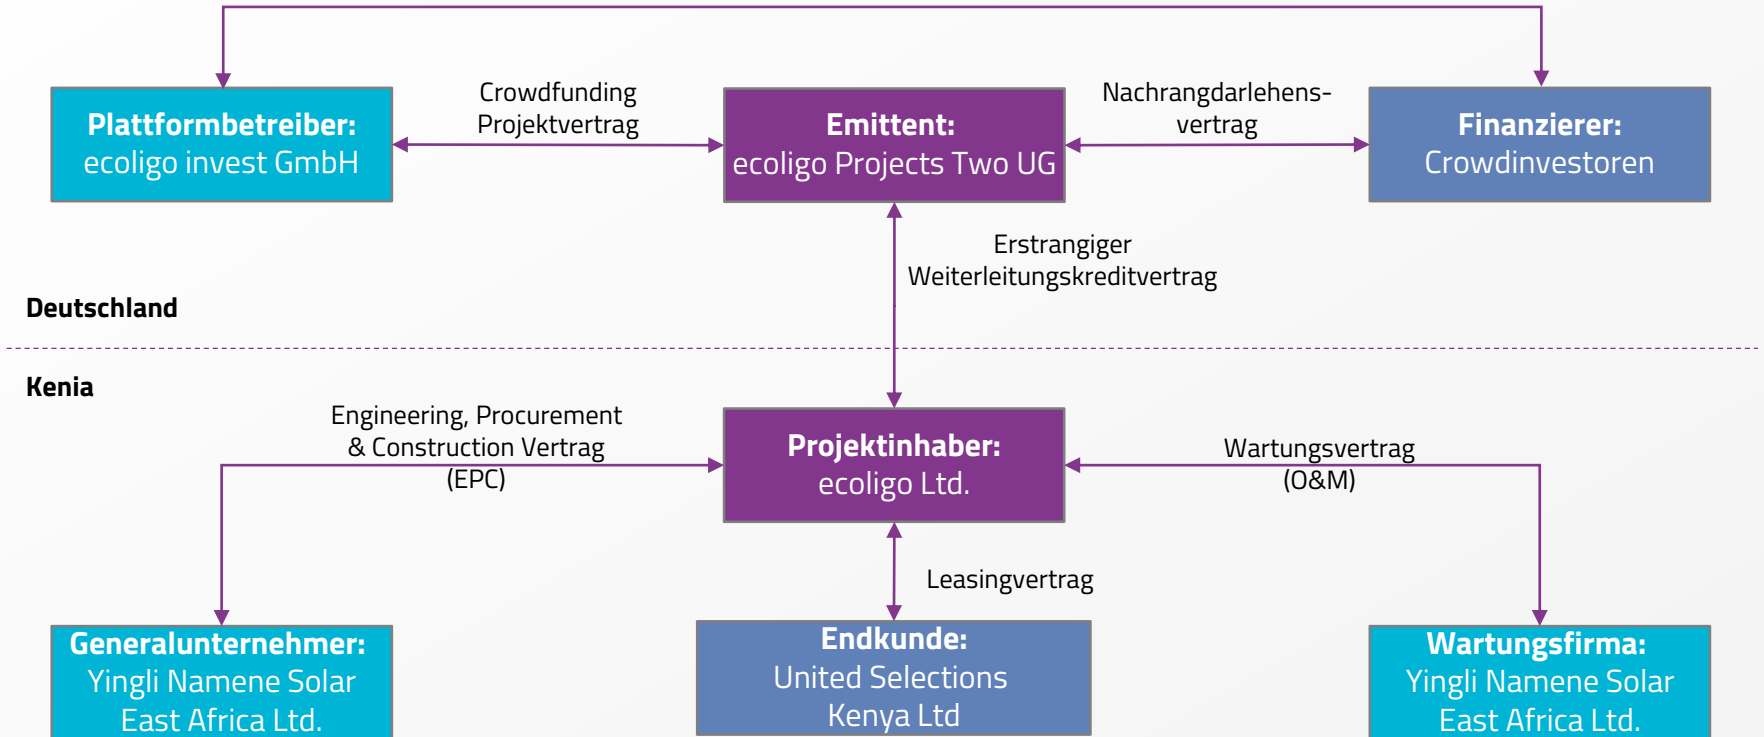 Crowdfunding
Projektvertrag
Nachrangdarlehens-
vertrag
Plattformbetreiber:
ecoligo invest GmbH
Emittent:
ecoligo Projects Two UG
Finanzierer:
Crowdinvestoren
Erstrangiger
Weiterleitungskreditvertrag
Deutschland
Kenia
Engineering, Procurement
& Construction Vertrag
(EPC)
Projektinhaber:
ecoligo Ltd.
Wartungsvertrag
(O&M)
Leasingvertrag
Generalunternehmer:
Yingli Namene Solar
East Africa Ltd.
Endkunde:
United Selections
Kenya Ltd
Wartungsfirma:
Yingli Namene Solar
East Africa Ltd.